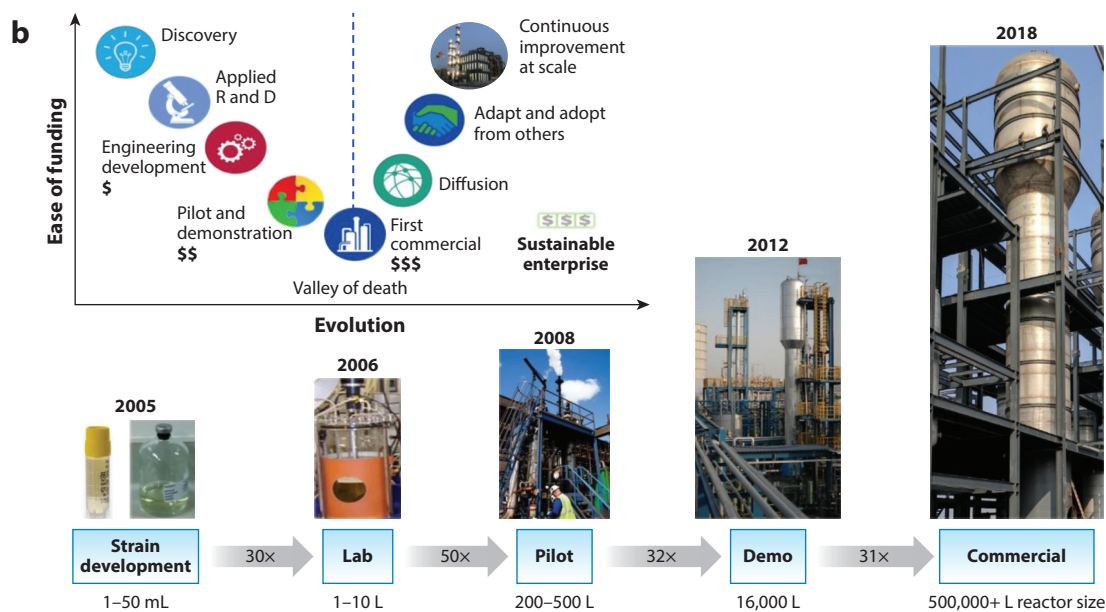 b
Ease of funding
Discovery
Applied
R and D
Engineering
development
$
Pilot and
demonstration
$$
First
commercial
$$$
Diffusion
Adapt and adopt
from others
Continuous
improvement
at scale
$ $ $
Sustainable
enterprise
Valley of death
Evolution
2005
2006
2008
2012
2018
Strain
development
30×
Lab
50×
Pilot
32×
Demo
31×
Commercial
1–50 mL
1–10 L
200–500 L
16,000 L
500,000+ L reactor size